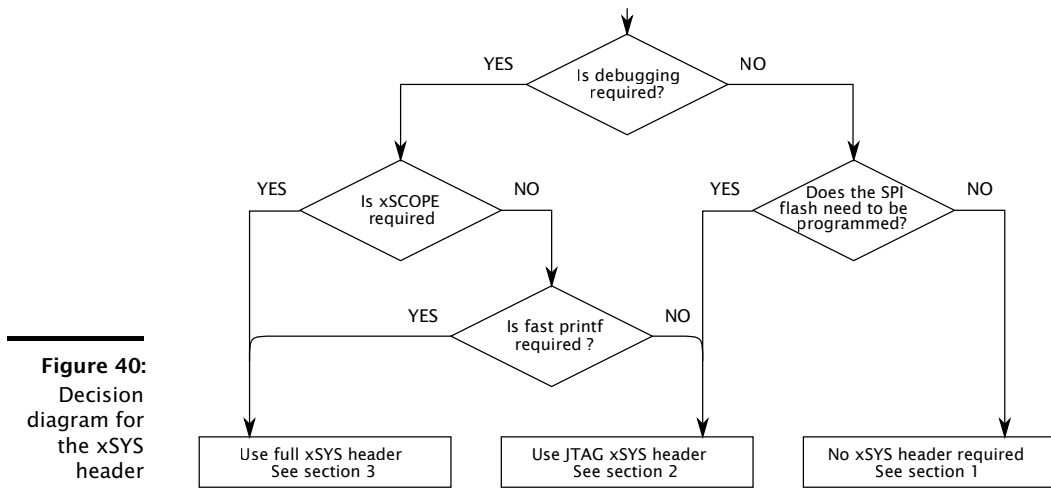 YES
Is debugging
required?
NO
YES
Is xSCOPE
required
NO
YES
Does the SPI
flash need to be
programmed?
NO
YES
Is fast printf
required ?
NO
Figure 40:
Decision
diagram for
the xSYS
header
Use full xSYS header
See section 3
Use JTAG xSYS header
See section 2
No xSYS header required
See section 1